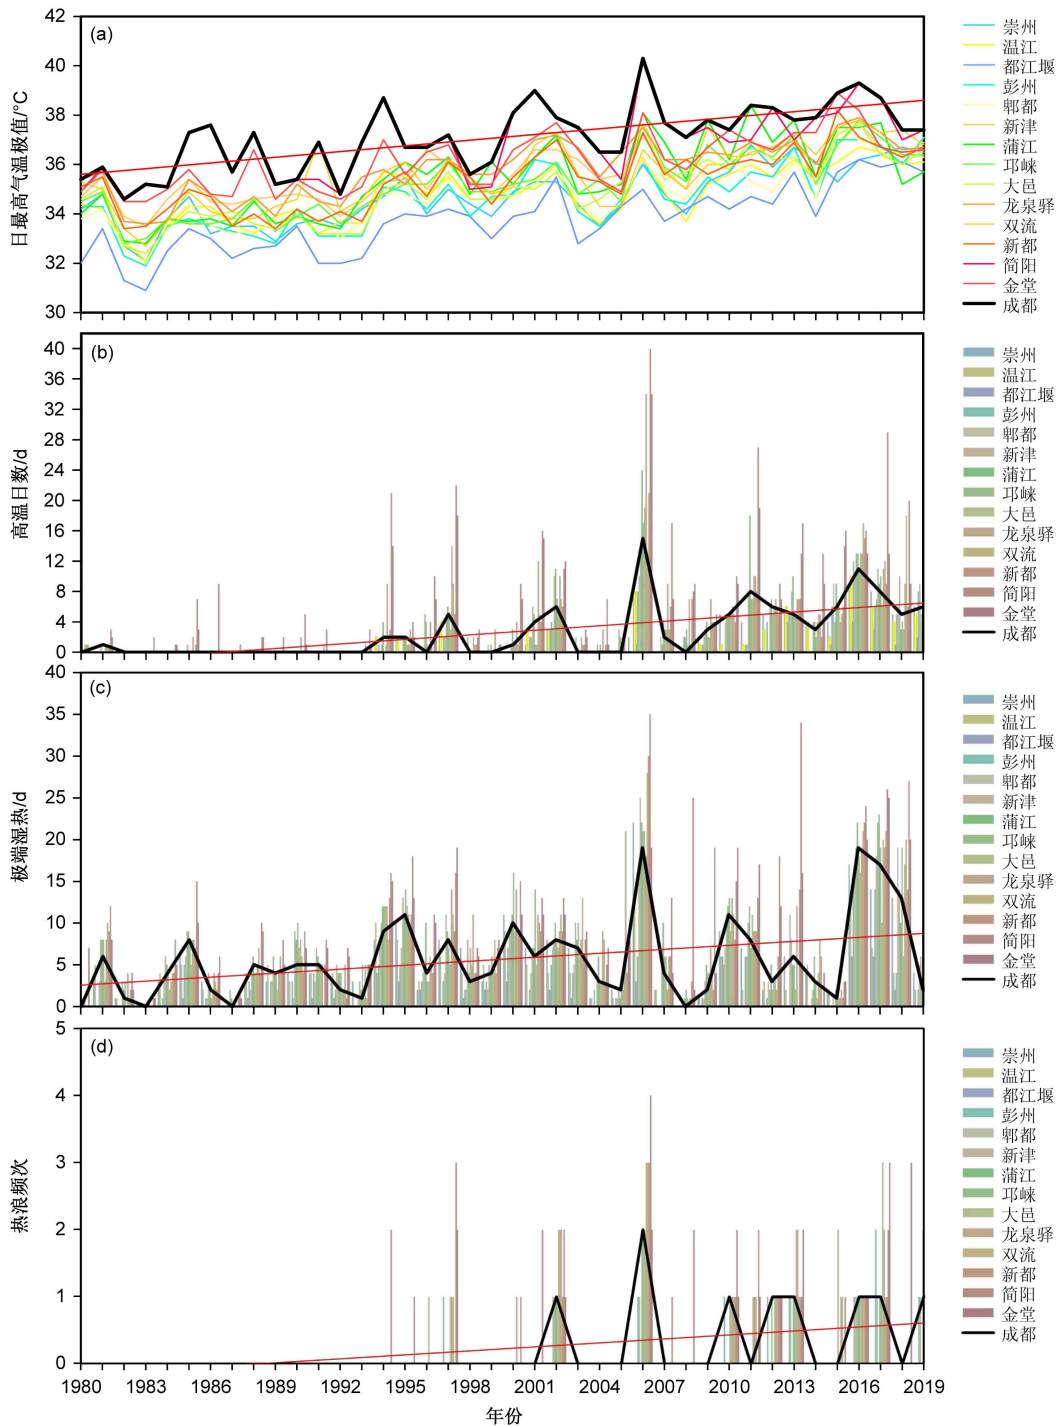 (a)
日最高气温极值/°C
42
40
38
36
34
32
30
崇州
温江
都江堰
彭州
郫都
新津
蒲江
邛崃
大邑
龙泉驿
双流
新都
简阳
金堂
成都
(b)
高温日数/d
40
36
32
28
24
20
16
12
8
4
0
崇州
温江
都江堰
彭州
郫都
新津
蒲江
邛崃
大邑
龙泉驿
双流
新都
简阳
金堂
成都
(c)
极端湿热/d
40
35
30
25
20
15
10
5
0
崇州
温江
都江堰
彭州
郫都
新津
蒲江
邛崃
大邑
龙泉驿
双流
新都
简阳
金堂
成都
(d)
热浪频次
5
4
3
2
1
0
崇州
温江
都江堰
彭州
郫都
新津
蒲江
邛崃
大邑
龙泉驿
双流
新都
简阳
金堂
成都
1980 1983 1986 1989 1992 1995 1998 2001 2004 2007 2010 2013 2016 2019
年份